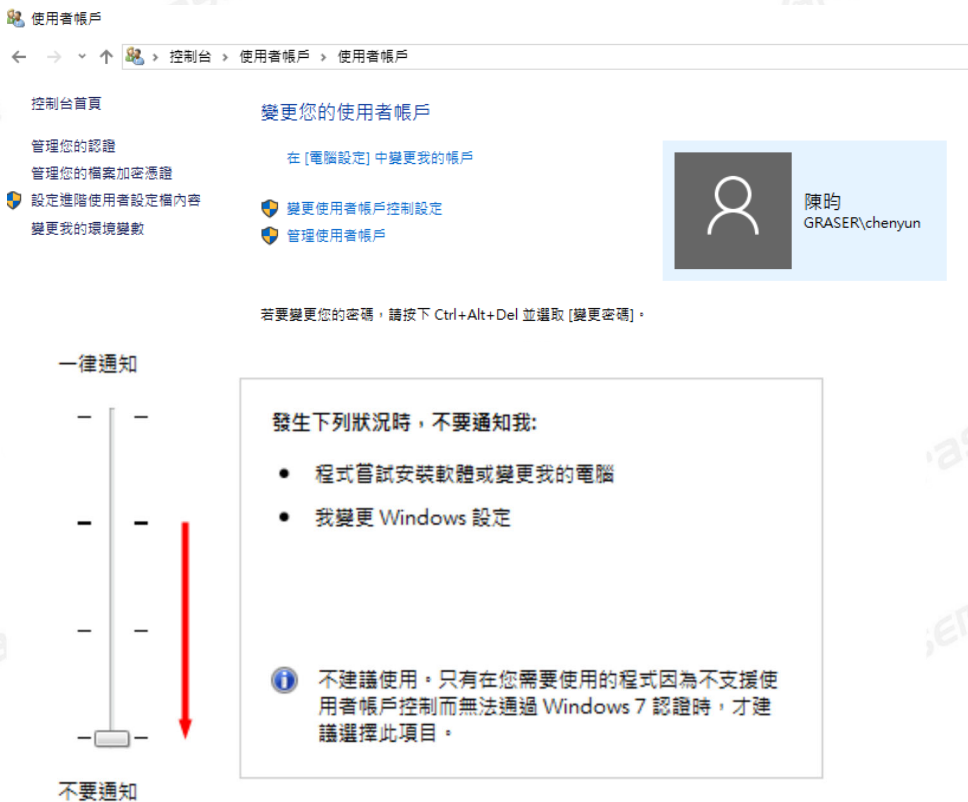 使用者帳戶
控制台 › 使用者帳戶 › 使用者帳戶
控制台首頁
管理您的認證
管理您的檔案加密憑證
設定進階使用者設定檔內容
變更我的環境變數
變更您的使用者帳戶
在 [電腦設定] 中變更我的帳戶
變更使用者帳戶控制設定
管理使用者帳戶
陳昀
GRASER\chenyun
若要變更您的密碼，請按下 Ctrl+Alt+Del 並選取 [變更密碼]。
一律通知
不要通知
發生下列狀況時，不要通知我:
• 程式嘗試安裝軟體或變更我的電腦
• 我變更 Windows 設定
不建議使用。只有在您需要使用的程式因為不支援使
用者帳戶控制而無法通過 Windows 7 認證時，才建
議選擇此項目。